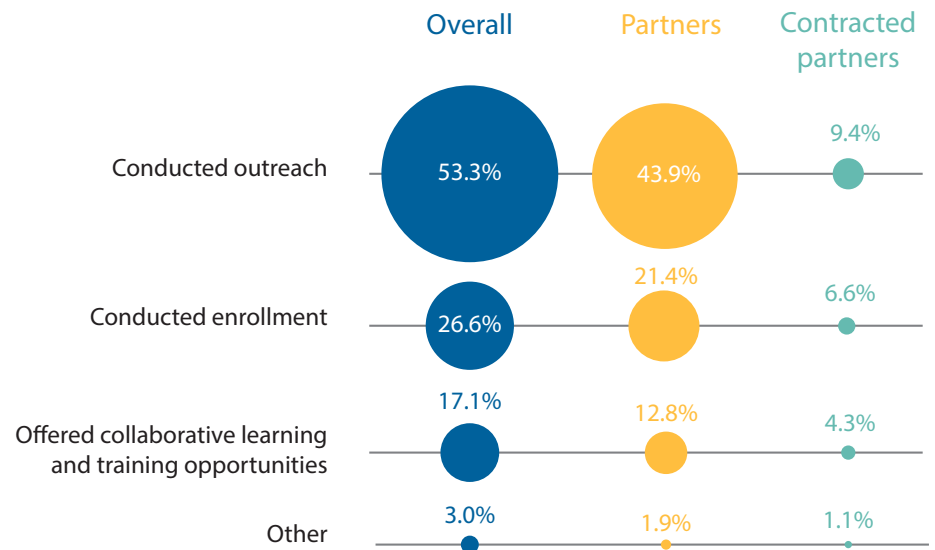 Overall
Partners
Contracted
partners
Conducted outreach
53.3%
43.9%
9.4%
Conducted enrollment
26.6%
21.4%
6.6%
Offered collaborative learning
and training opportunities
17.1%
12.8%
4.3%
Other
3.0%
1.9%
1.1%